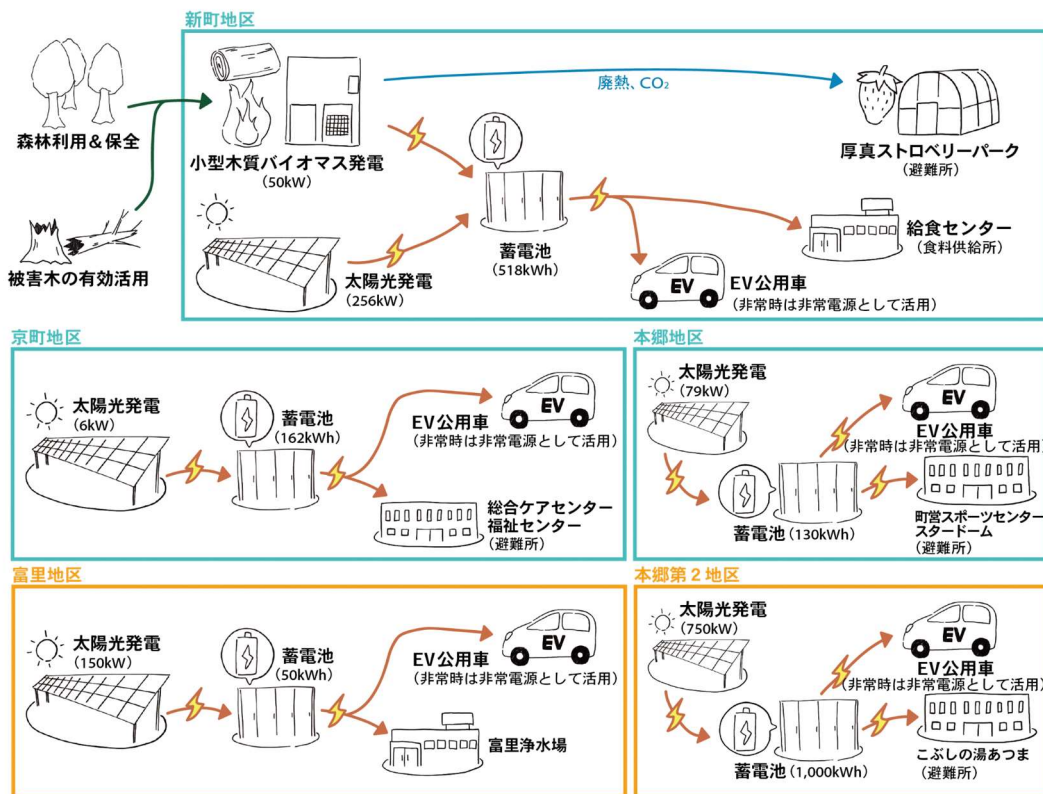 新町地区
森林利用&保全
被害木の有効活用
小型木質バイオマス発電
(50kW)
廃熱、CO₂
厚真ストロベリーパーク
(避難所)
太陽光発電
(256kW)
蓄電池
(518kWh)
給食センター
(食料供給所)
EV
EV公用車
(非常時は非常電源として活用)
京町地区
太陽光発電
(6kW)
蓄電池
(162kWh)
EV
EV公用車
(非常時は非常電源として活用)
総合ケアセンター
福祉センター
(避難所)
本郷地区
太陽光発電
(79kW)
蓄電池(130kWh)
EV
EV公用車
(非常時は非常電源として活用)
町営スポーツセンター
スタードーム
(避難所)
富里地区
太陽光発電
(150kW)
蓄電池
(50kWh)
EV
EV公用車
(非常時は非常電源として活用)
富里浄水場
本郷第2地区
太陽光発電
(750kW)
蓄電池(1,000kWh)
EV
EV公用車
(非常時は非常電源として活用)
こぶしの湯あつま
(避難所)